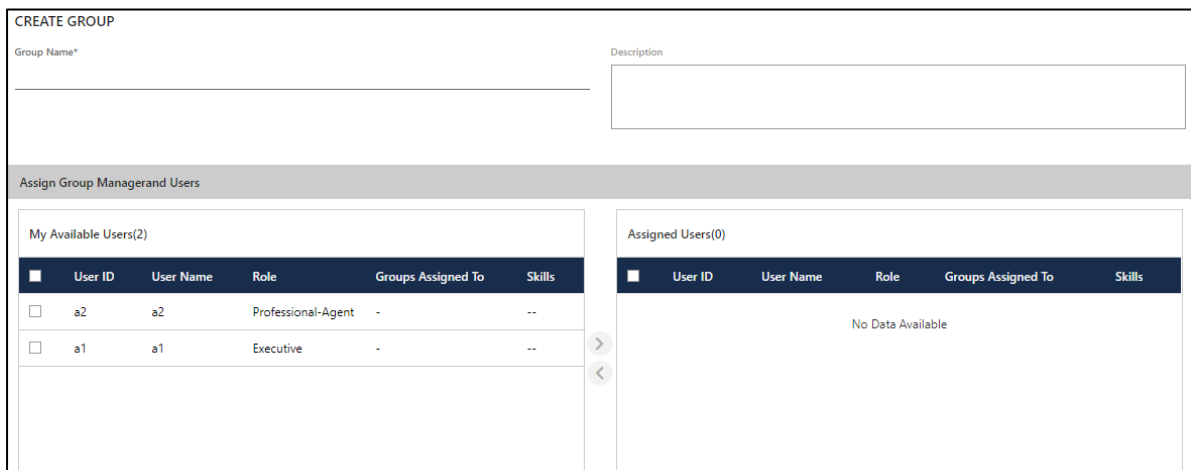 CREATE GROUP
Group Name*
Description
Assign Group Managerand Users
My Available Users(2)
User ID User Name Role Groups Assigned To Skills
a2 a2 Professional-Agent - --
a1 a1 Executive - --
Assigned Users(0)
User ID User Name Role Groups Assigned To Skills
No Data Available